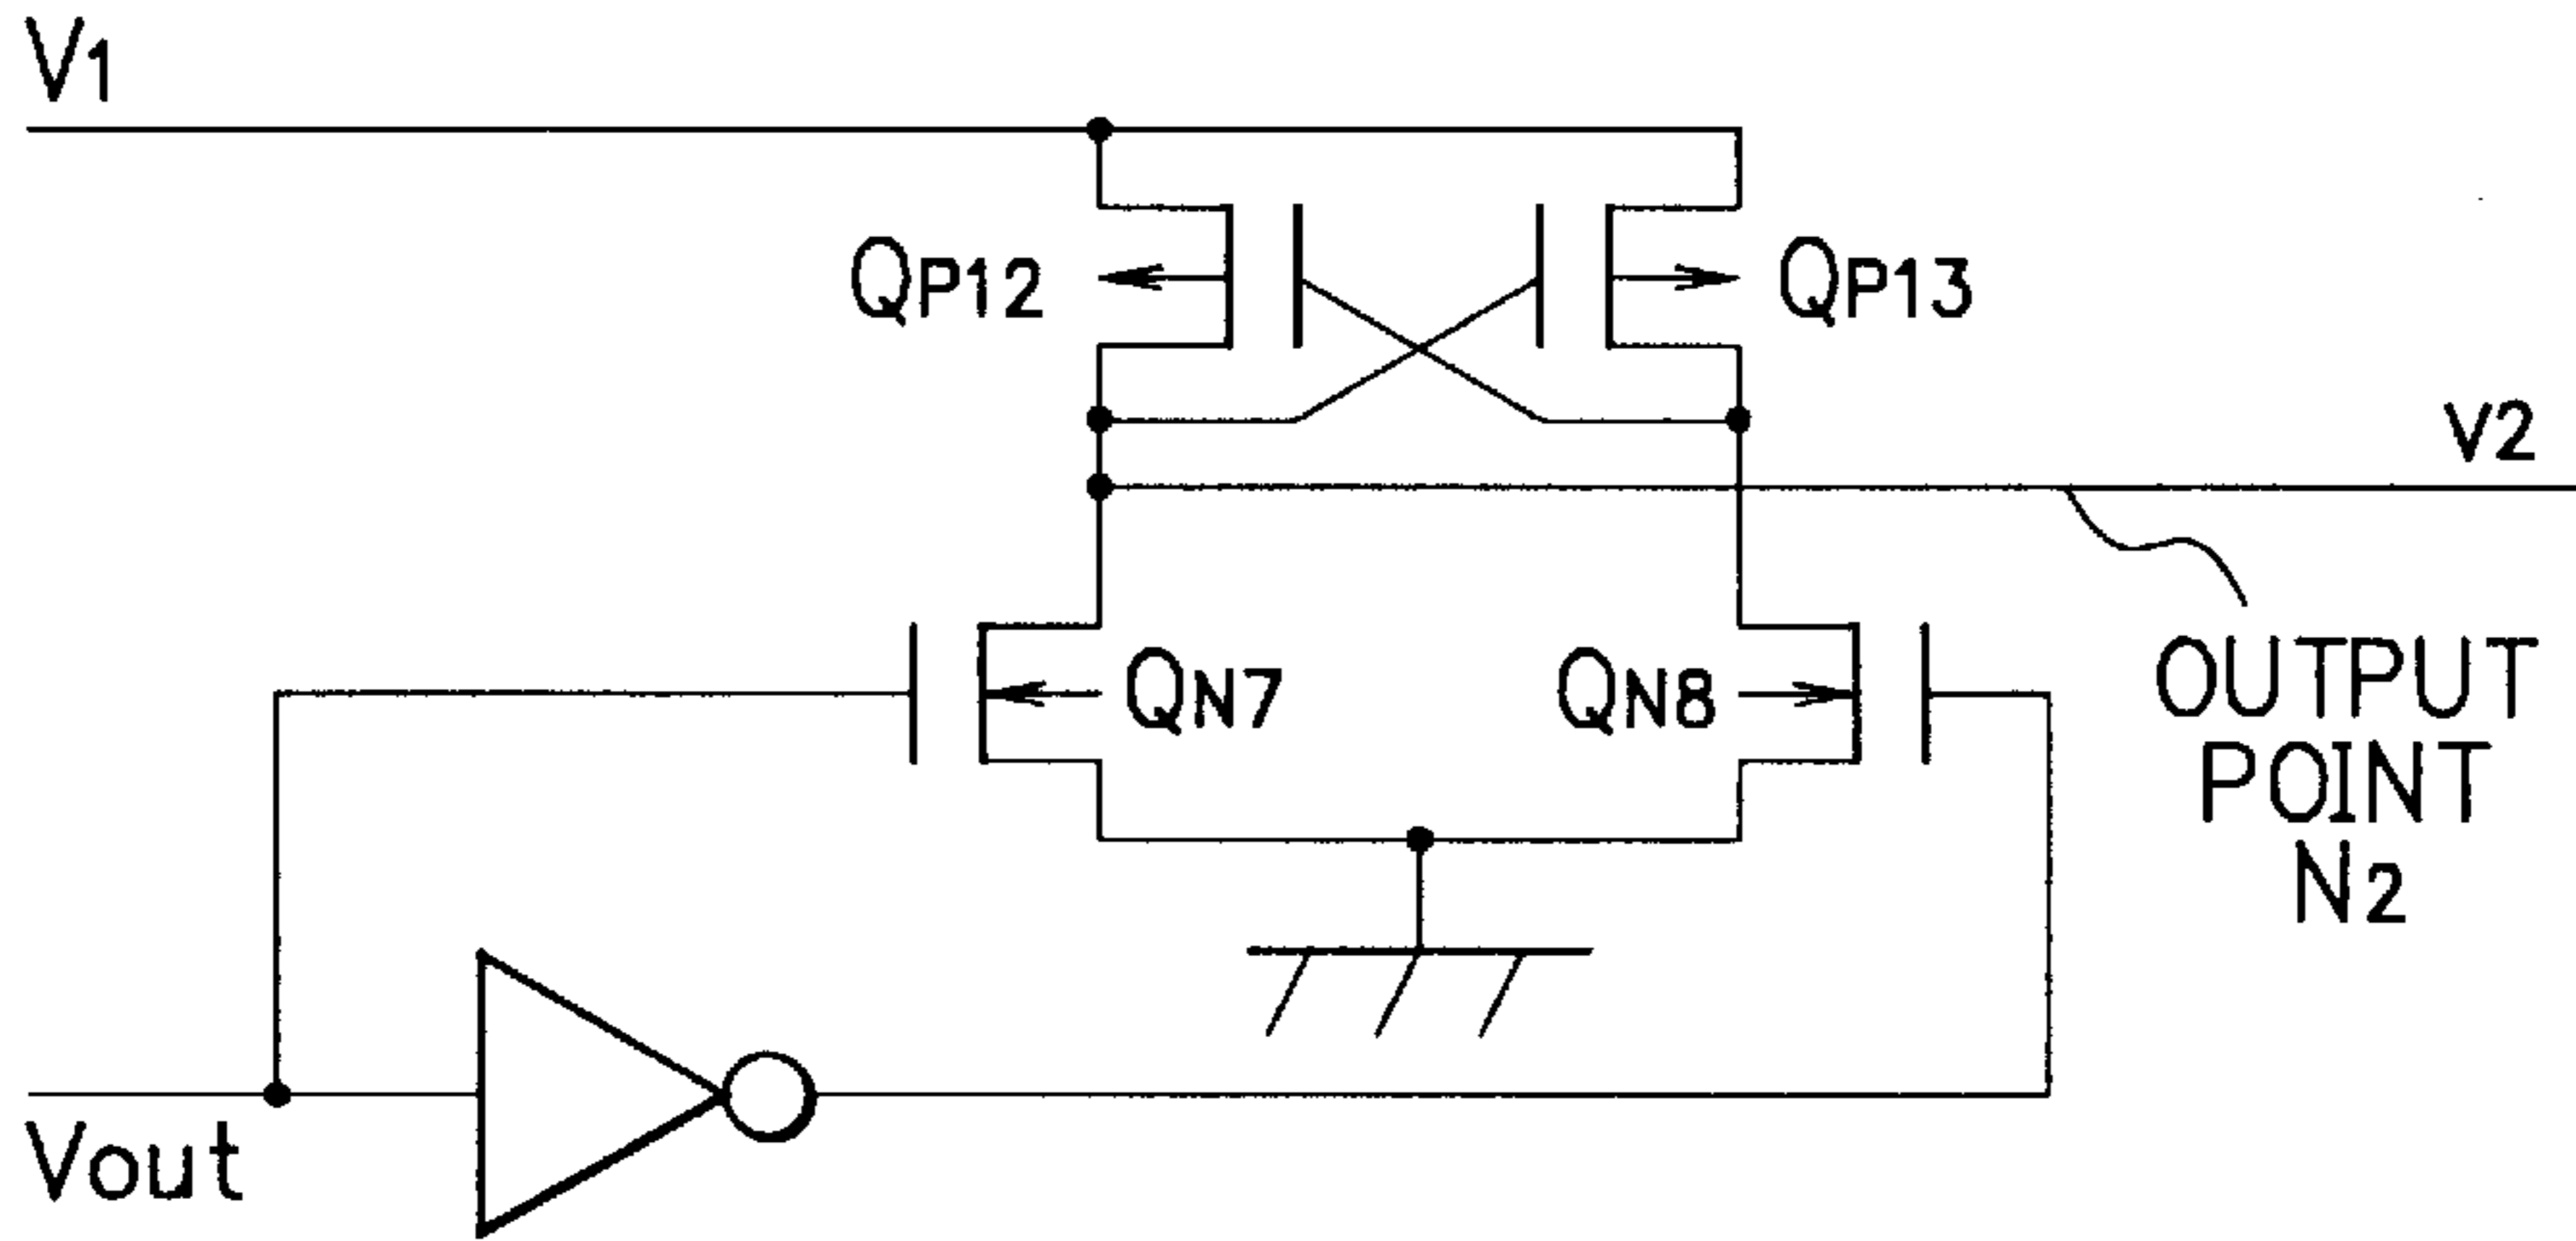 V1
QP12
QP13
V2
QN7
QN8
OUTPUT
POINT
N2
Vout